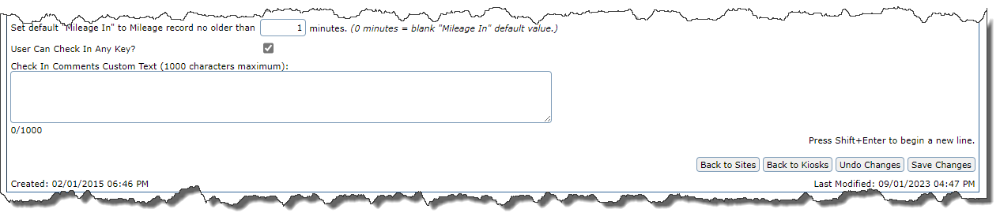 Set default "Mileage In" to Mileage record no older than 1 minutes. (0 minutes = blank "Mileage In" default value.)
User Can Check In Any Key?
Check In Comments Custom Text (1000 characters maximum):
0/1000
Press Shift+Enter to begin a new line.
Back to Sites Back to Kiosks Undo Changes Save Changes
Created: 02/01/2015 06:46 PM Last Modified: 09/01/2023 04:47 PM